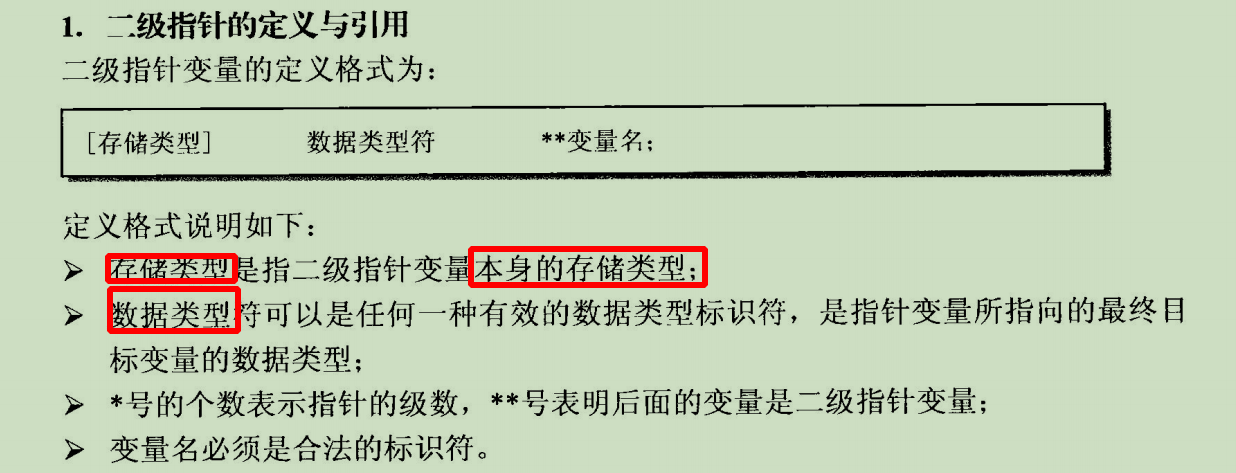 1. 二级指针的定义与引用
二级指针变量的定义格式为：
[存储类型] 数据类型符 **变量名；
定义格式说明如下：
➢ 存储类型是指二级指针变量本身的存储类型；
➢ 数据类型符可以是任何一种有效的数据类型标识符，是指针变量所指向的最终目
标变量的数据类型；
➢ *号的个数表示指针的级数，**号表明后面的变量是二级指针变量；
➢ 变量名必须是合法的标识符。